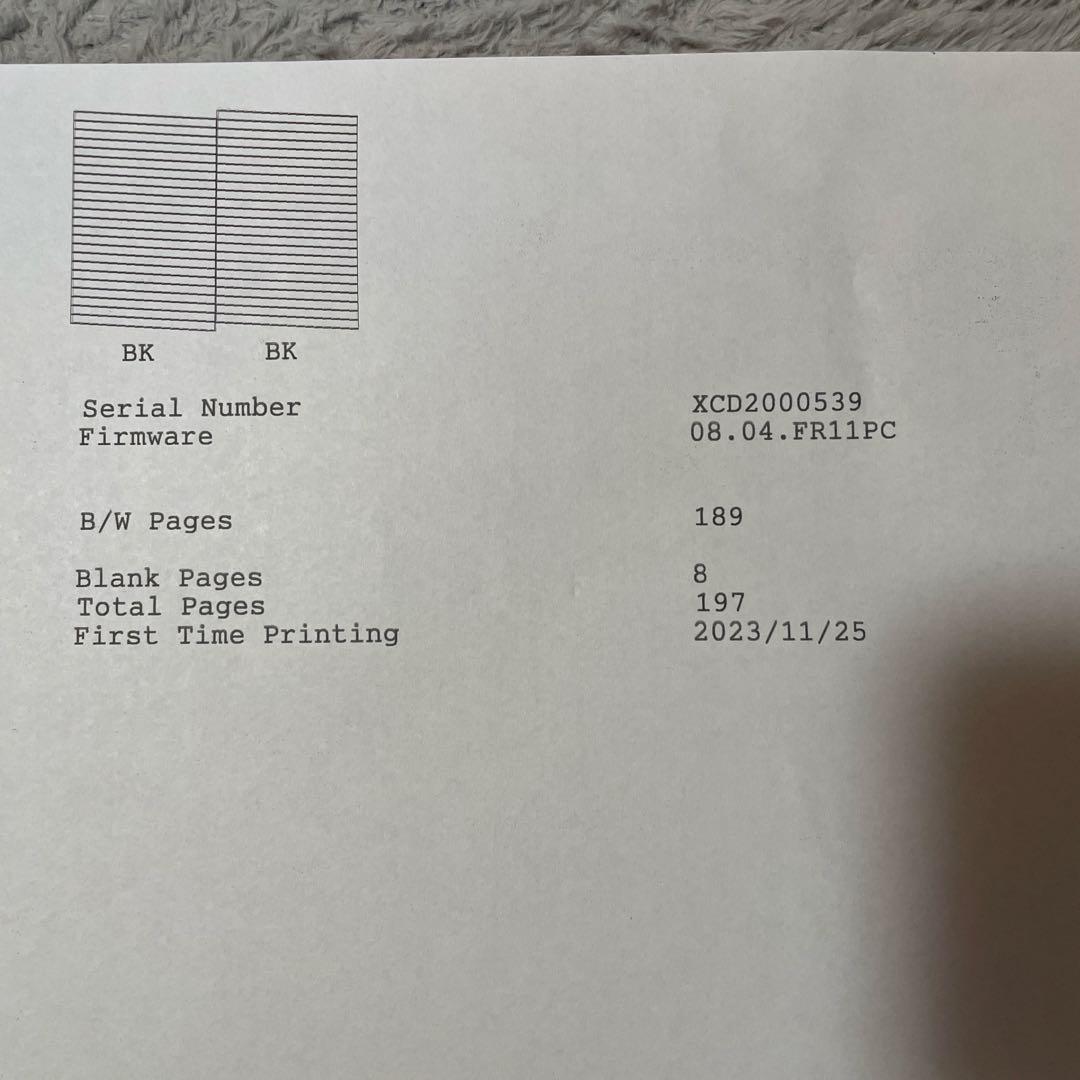 BK BK
Serial Number XCD2000539
Firmware 08.04.FR11PC
B/W Pages 189
Blank Pages 8
Total Pages 197
First Time Printing 2023/11/25